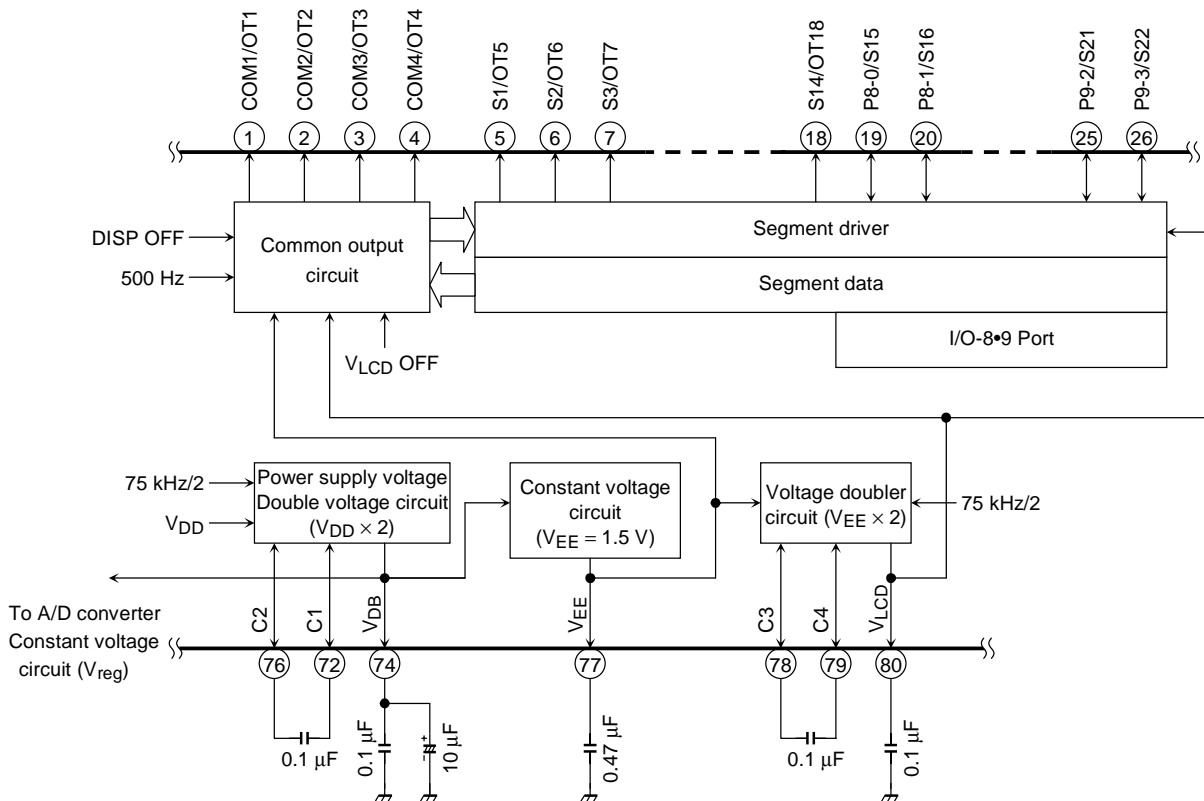 COM1/OT1
COM2/OT2
COM3/OT3
COM4/OT4
S1/OT5
S2/OT6
S3/OT7
S14/OT18
P8-0/S15
P8-1/S16
P9-2/S21
P9-3/S22
1
2
3
4
5
6
7
18
19
20
25
26
DISP OFF
500 Hz
Common output
circuit
Segment driver
Segment data
I/O-8•9 Port
VLCD OFF
75 kHz/2
VDD
Power supply voltage
Double voltage circuit
(VDD × 2)
Constant voltage
circuit
(VEE = 1.5 V)
Voltage doubler
circuit (VEE × 2)
75 kHz/2
To A/D converter
Constant voltage
circuit (Vreg)
C2
C1
VDB
VEE
C3
C4
VLCD
76
72
74
77
78
79
80
0.1 μF
0.1 μF
+
-
10 μF
0.47 μF
0.1 μF
0.1 μF